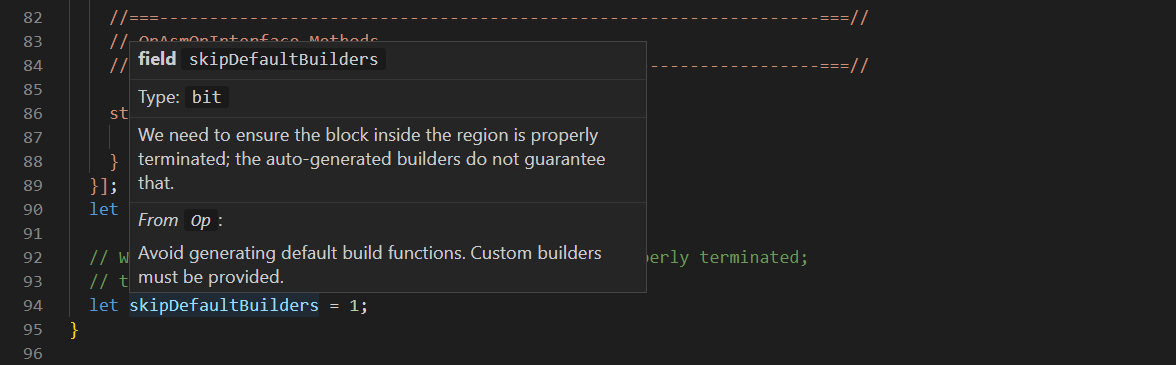 82 //===----------------------------------------------------------------------===//
83 // OpAsmOpInterface Methods
84 // ------------------===//
85
86 st
87
88 }
89 }];
90 let
91
92 // W erly terminated;
93 // t
94 let skipDefaultBuilders = 1;
95 }
96
field skipDefaultBuilders
Type: bit
We need to ensure the block inside the region is properly
terminated; the auto-generated builders do not guarantee
that.
From Op :
Avoid generating default build functions. Custom builders
must be provided.